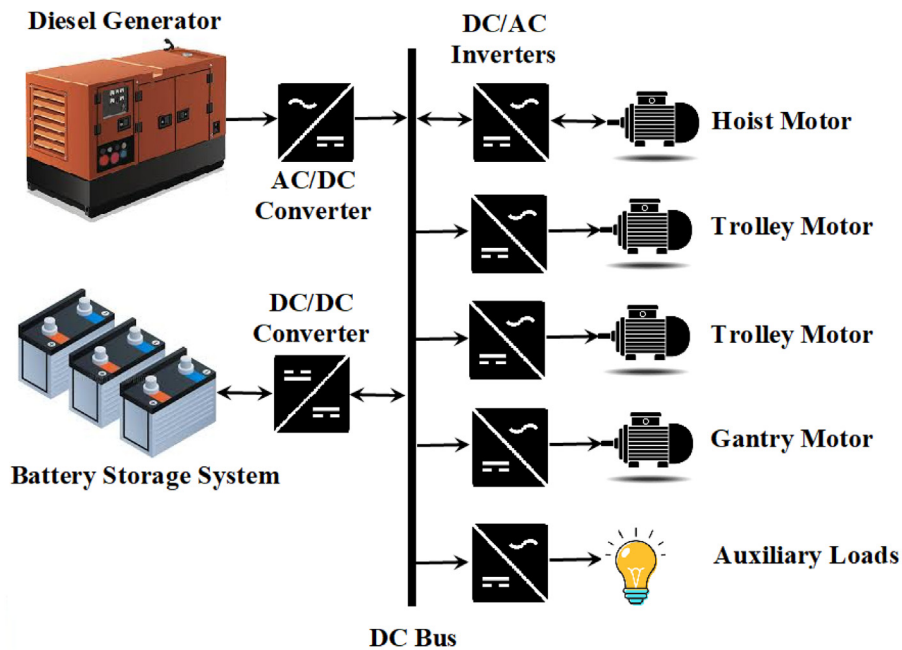 Diesel Generator
AC/DC
Converter
DC/DC
Converter
Battery Storage System
DC Bus
DC/AC
Inverters
Hoist Motor
Trolley Motor
Trolley Motor
Gantry Motor
Auxiliary Loads